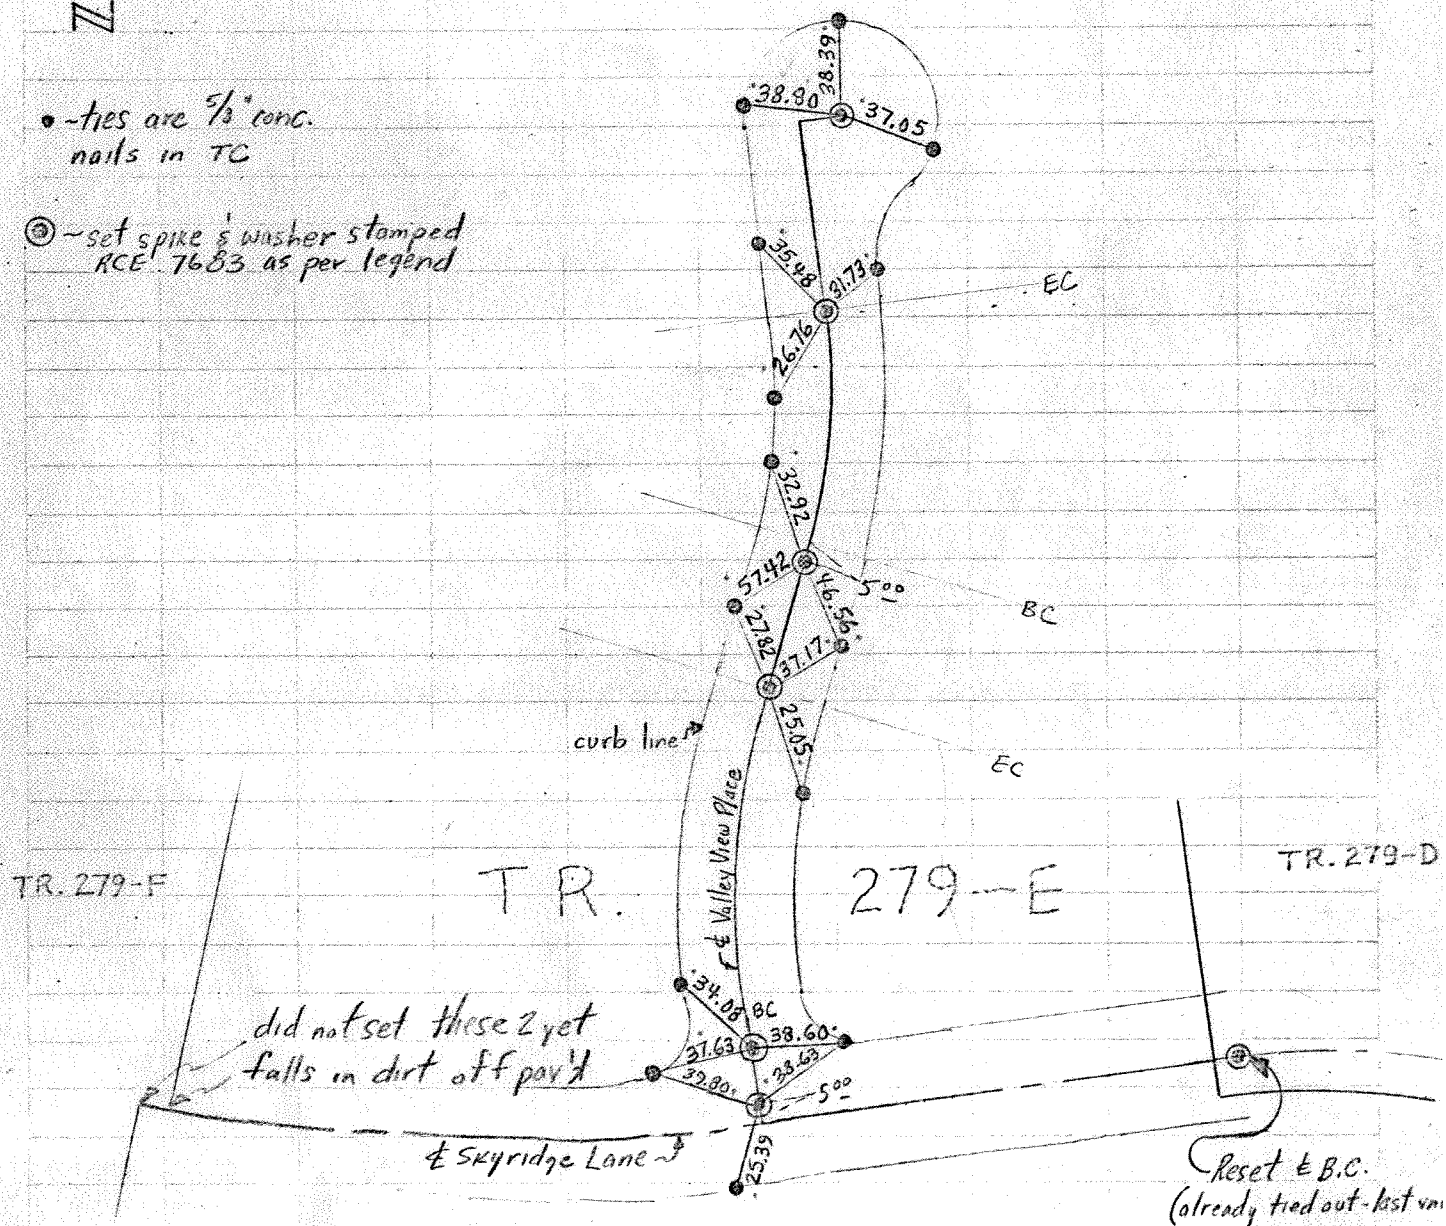 N
• ~ties are 5/8" conc.
nails in TC
~set spike & washer stamped
RCE 7683 as per legend
38.39
38.80
37.05
35.48
31.73
EC
26.76
32.92
57.42
46.56
5.00
BC
27.82
37.17
25.05
curb line
EC
℄ Valley View Place
TR. 279-F
TR. 279-E
TR. 279-D
34.08
BC
did not set these 2 yet
falls in dirt off pav'd
37.63
38.60
38.63
5.00
℄ Skyridge Lane
25.39
Reset ℄ B.C.
(already tied out-last